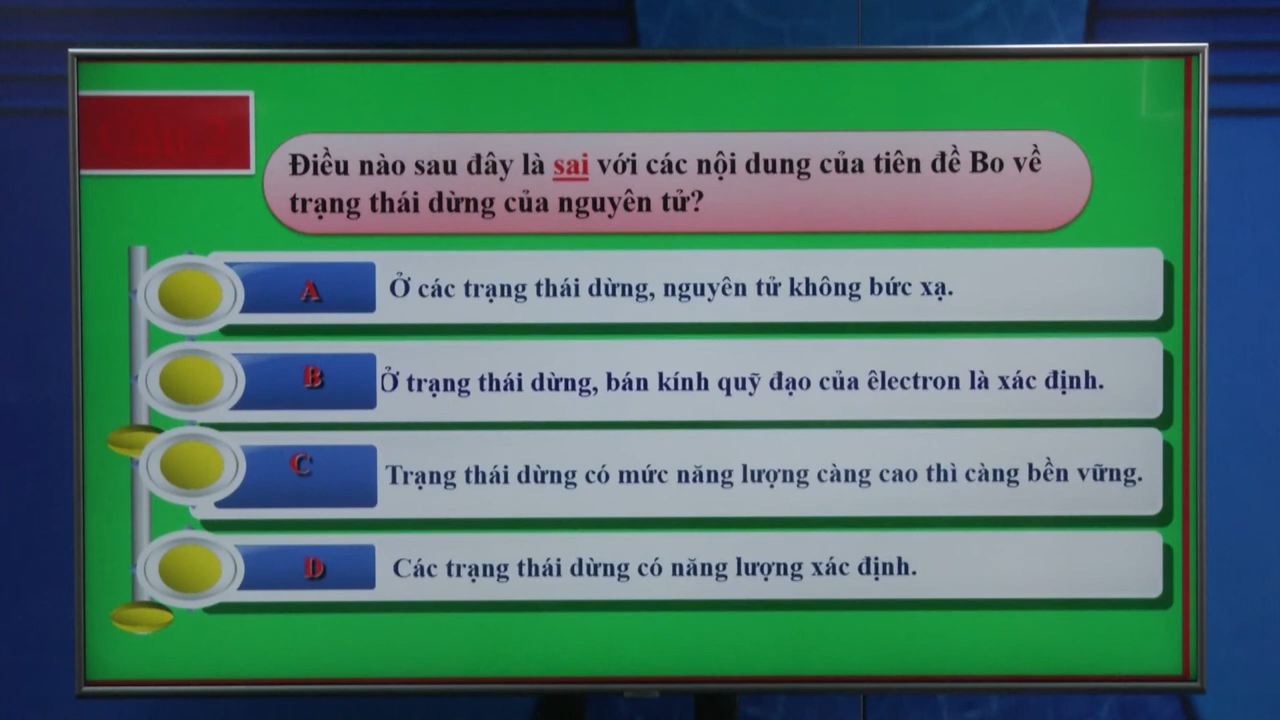 Câu 2
Điều nào sau đây là sai với các nội dung của tiên đề Bo về
trạng thái dừng của nguyên tử?
A Ở các trạng thái dừng, nguyên tử không bức xạ.
B Ở trạng thái dừng, bán kính quỹ đạo của êlectron là xác định.
C Trạng thái dừng có mức năng lượng càng cao thì càng bền vững.
D Các trạng thái dừng có năng lượng xác định.